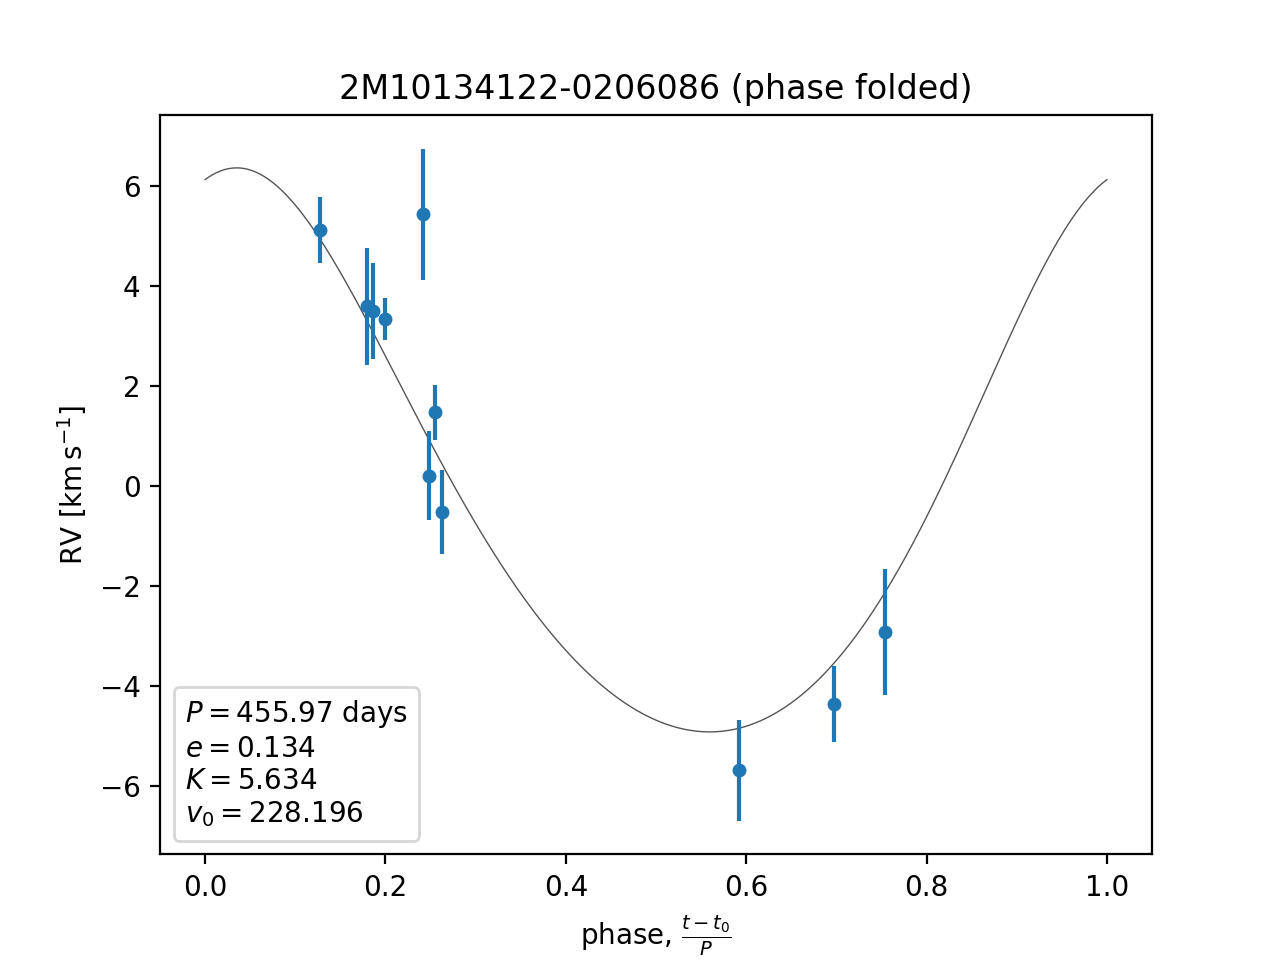 2M10134122-0206086 (phase folded)
RV [km s⁻¹]
6
4
2
0
−2
−4
−6
P = 455.97 days
e = 0.134
K = 5.634
v₀ = 228.196
0.0 0.2 0.4 0.6 0.8 1.0
phase, (t − t₀)/P